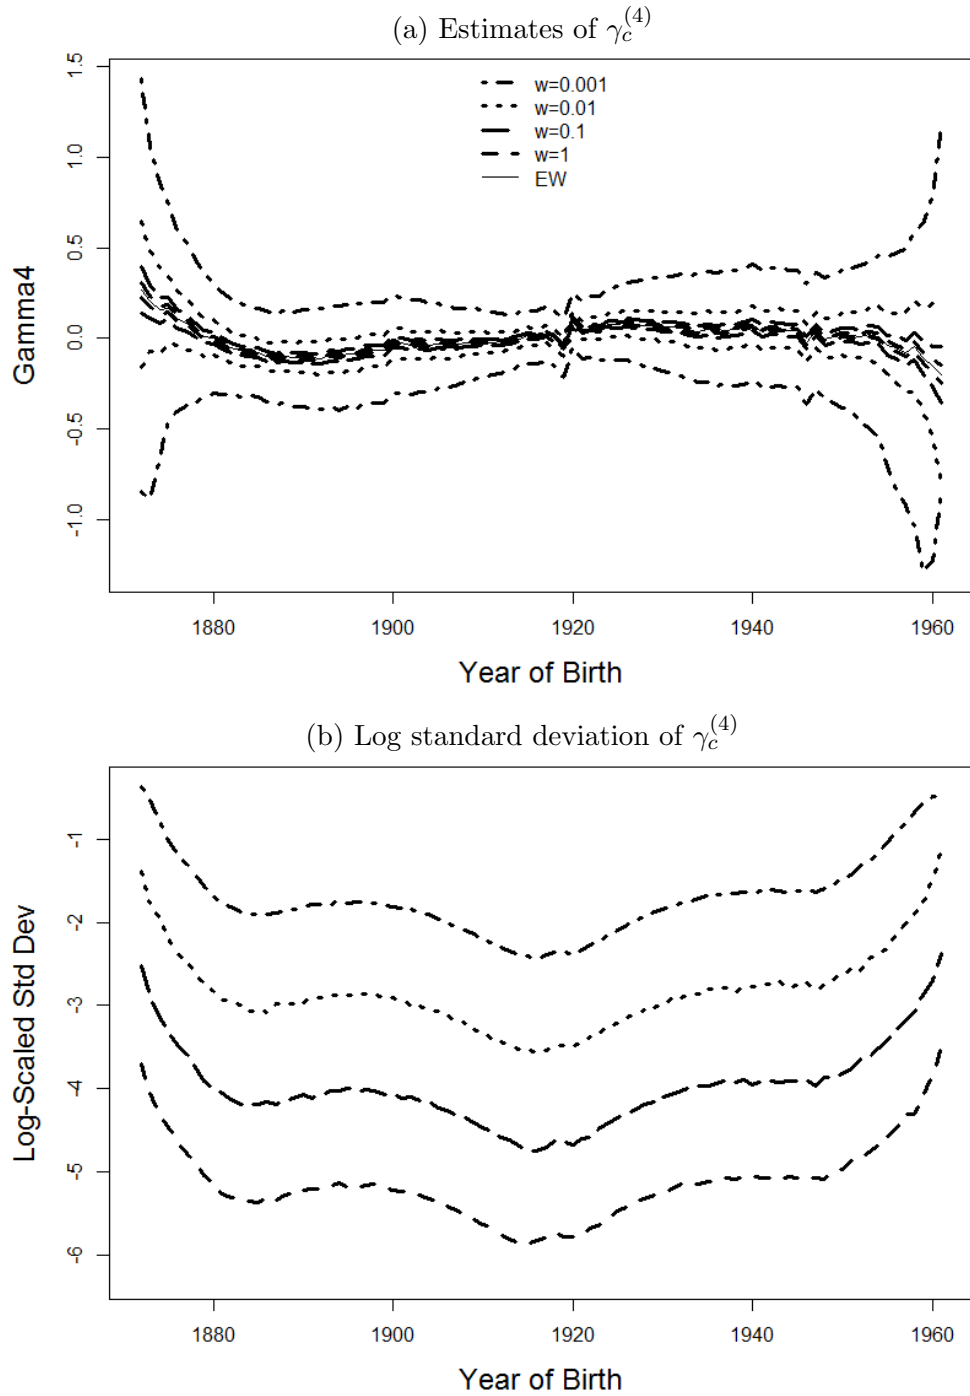 (a) Estimates of γ_c^(4)
1.5
1.0
0.5
0.0
-0.5
-1.0
Gamma4
w=0.001
w=0.01
w=0.1
w=1
EW
1880 1900 1920 1940 1960
Year of Birth
(b) Log standard deviation of γ_c^(4)
-1
-2
-3
-4
-5
-6
Log-Scaled Std Dev
1880 1900 1920 1940 1960
Year of Birth